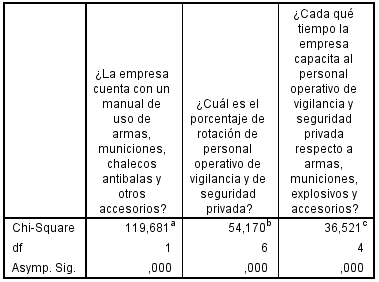 ¿La empresa
cuenta con un
manual de
uso de
armas,
municiones,
chalecos
antibalas y
otros
accesorios?
¿Cuál es el
porcentaje de
rotación de
personal
operativo de
vigilancia y de
seguridad
privada?
¿Cada qué
tiempo la
empresa
capacita al
personal
operativo de
vigilancia y
seguridad
privada
respecto a
armas,
municiones,
explosivos y
accesorios?
Chi-Square 119,681a 54,170b 36,521c
df 1 6 4
Asymp. Sig. ,000 ,000 ,000